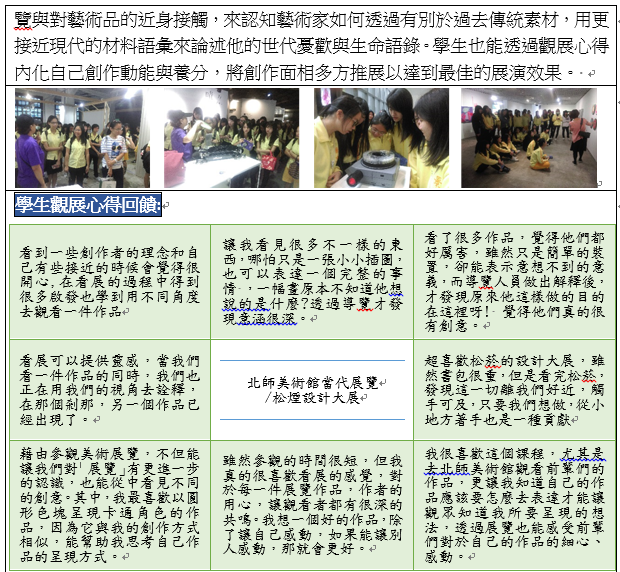 覽與對藝術品的近身接觸，來認知藝術家如何透過有別於過去傳統素材，用更
接近現代的材料語彙來論述他的世代憂歡與生命語錄。學生也能透過觀展心得
內化自己創作動能與養分，將創作面相多方推展以達到最佳的展演效果。
學生觀展心得回饋:
看到一些創作者的理念和自
己有些接近的時候會覺得很
開心,在看展的過程中得到
很多啟發也學到用不同角度
去觀看一件作品
讓我看見很多不一樣的東
西,哪怕只是一張小小插圖,
也可以表達一個完整的事
情,一幅畫原本不知道他想
說的是什麼?透過導覽才發
現意涵很深。
看了很多作品，覺得他們都
好厲害，雖然只是簡單的裝
置，卻能表示意想不到的意
義,而導覽人員做出解釋後,
才發現原來他這樣做的目的
在這裡呀! 覺得他們真的很
有創意。
看展可以提供靈感，當我們
看一件作品的同時，我們也
正在用我們的視角去詮釋，
在那個剎那，另一個作品已
經出現了。
北師美術館當代展覽
/松煙設計大展
超喜歡松菸的設計大展，雖
然書包很重,但是看完松菸,
發現這一切離我們好近，觸
手可及,只要我們想做,從小
地方著手也是一種貢獻
藉由參觀美術展覽，不但能
讓我們對「展覽」有更進一步
的認識，也能從中看見不同
的創意。其中,我最喜歡以圓
形色塊呈現卡通角色的作
品，因為它與我的創作方式
相似，能幫助我思考自己作
品的呈現方式。
雖然參觀的時間很短，但我
真的很喜歡看展的感覺，對
於每一件展覽作品，作者的
用心，讓觀看者都有很深的
共鳴。我想一個好的作品,除
了讓自己感動，如果能讓別
人感動，那就會更好。
我很喜歡這個課程，尤其是
去北師美術館觀看前輩們的
作品，更讓我知道自己的作
品應該要怎麼去表達才能讓
觀眾知道我所要呈現的想
法，透過展覽也能感受前輩
們對於自己的作品的細心、
感動。